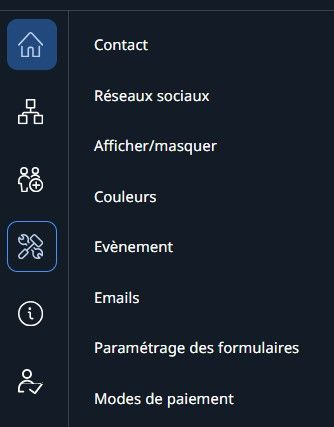 Contact
Réseaux sociaux
Afficher/masquer
Couleurs
Evènement
Emails
Paramétrage des formulaires
Modes de paiement